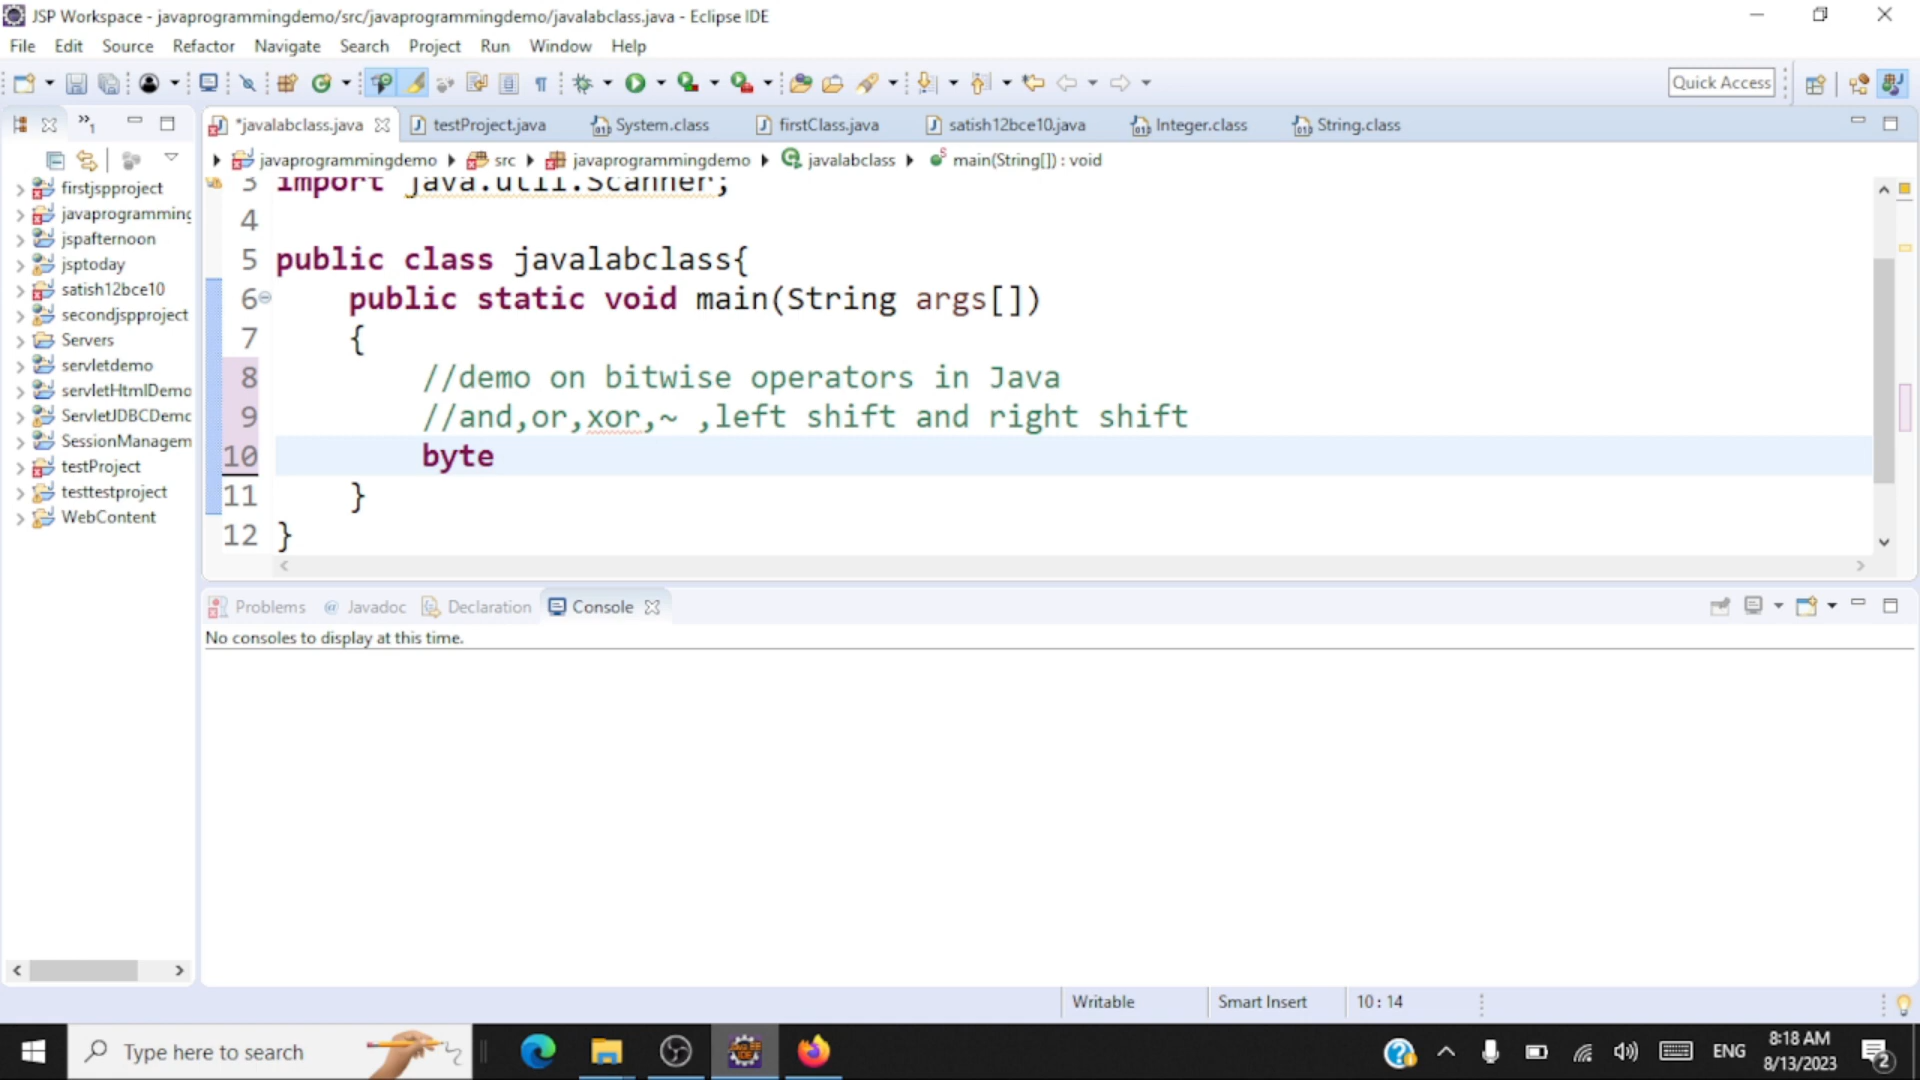 JSP Workspace - javaprogrammingdemo/src/javaprogrammingdemo/javalabclass.java - Eclipse IDE
File Edit Source Refactor Navigate Search Project Run Window Help
Quick Access
*javalabclass.java testProject.java System.class firstClass.java satish12bce10.java Integer.class String.class
javaprogrammingdemo src javaprogrammingdemo javalabclass main(String[]) : void
firstjspproject
javaprogramming
jspafternoon
jsptoday
satish12bce10
secondjspproject
Servers
servletdemo
servletHtmlDemo
ServletJDBCDemo
SessionManagem
testProject
testtestproject
WebContent
3 import java.util.Scanner;
4
5 public class javalabclass{
6 public static void main(String args[])
7 {
8 //demo on bitwise operators in Java
9 //and,or,xor,~ ,left shift and right shift
10 byte
11 }
12 }
Problems @ Javadoc Declaration Console
No consoles to display at this time.
Writable Smart Insert 10 : 14
Type here to search
ENG
8:18 AM
8/13/2023
2